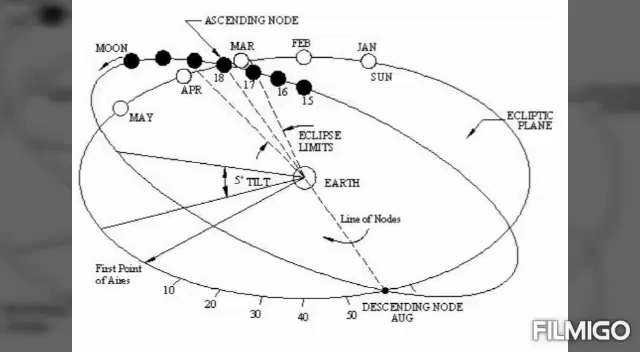 ASCENDING NODE
MOON
MAR
FEB
JAN
SUN
APR
18
17
16
15
MAY
ECLIPTIC
PLANE
ECLIPSE
LIMITS
5° TILT
EARTH
Line of Nodes
First Point
of Aires
10
20
30
40
50
DESCENDING NODE
AUG
FILMIGO